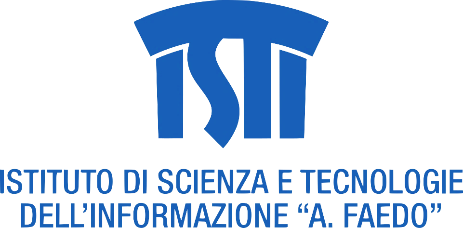 ISTI
ISTITUTO DI SCIENZA E TECNOLOGIE
DELL'INFORMAZIONE “A. FAEDO”